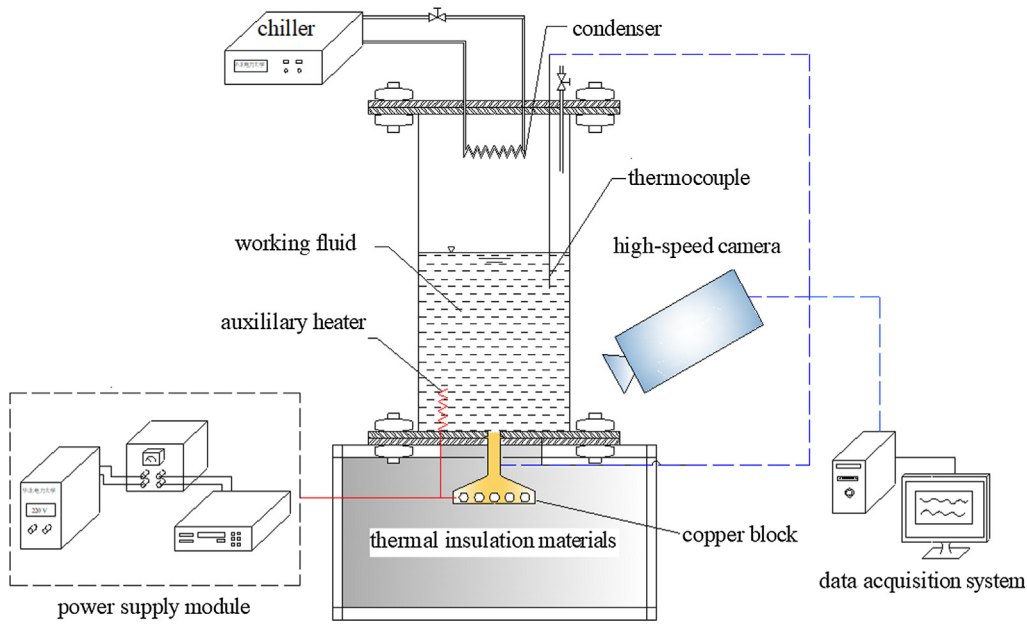 chiller
condenser
thermocouple
working fluid
high-speed camera
auxililary heater
220 V
thermal insulation materials
copper block
power supply module
data acquisition system